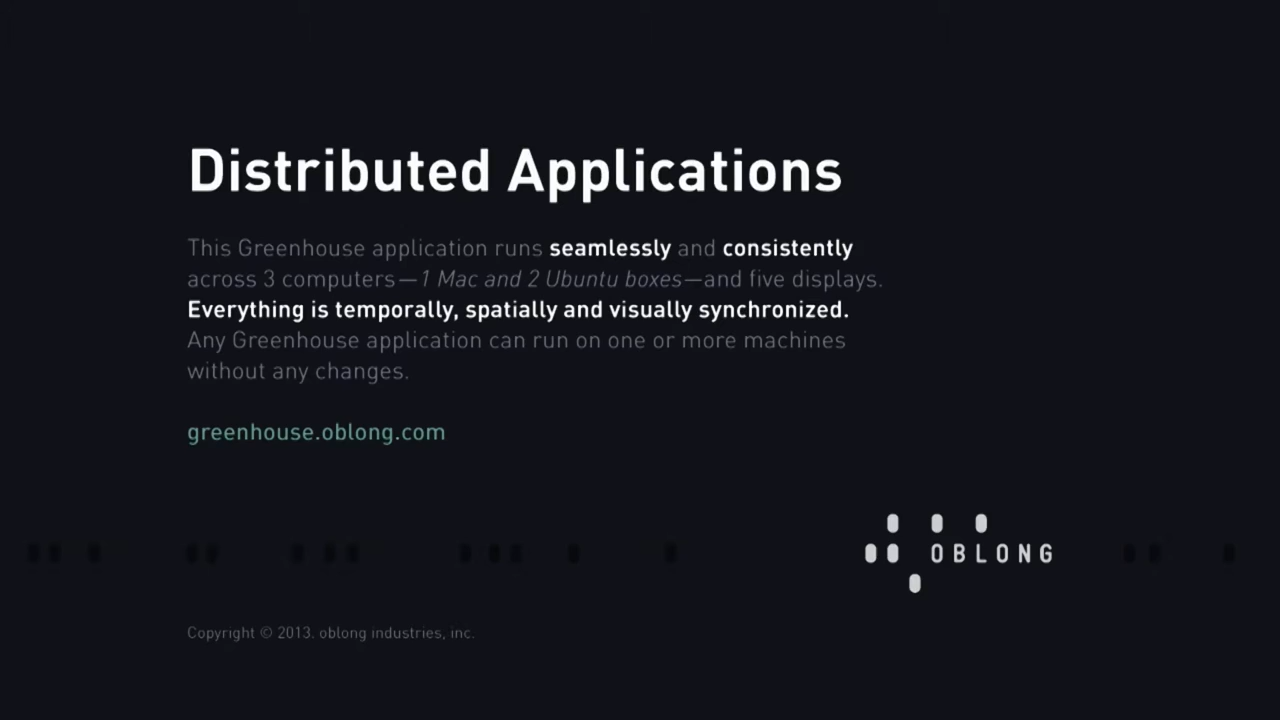 Distributed Applications
This Greenhouse application runs seamlessly and consistently
across 3 computers—1 Mac and 2 Ubuntu boxes—and five displays.
Everything is temporally, spatially and visually synchronized.
Any Greenhouse application can run on one or more machines
without any changes.
greenhouse.oblong.com
OBLONG
Copyright © 2013. oblong industries, inc.